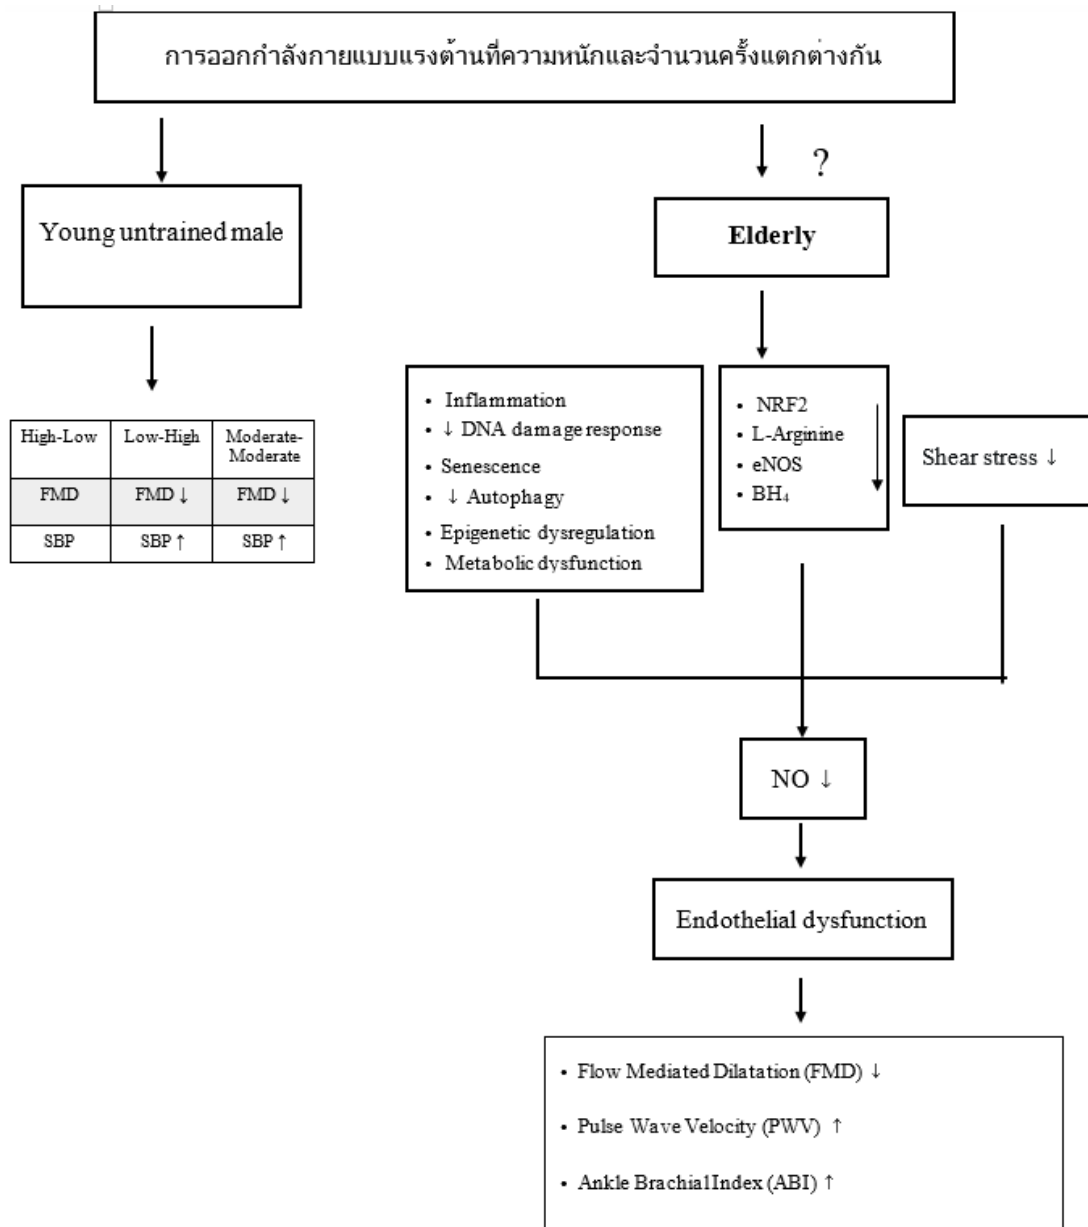 การออกกำลังกายแบบแรงต้านที่ความหนักและจำนวนครั้งแตกต่างกัน
?
Young untrained male
Elderly
High-Low Low-High Moderate-
Moderate
FMD FMD ↓ FMD ↓
SBP SBP ↑ SBP ↑
• Inflammation
• ↓ DNA damage response
• Senescence
• ↓ Autophagy
• Epigenetic dysregulation
• Metabolic dysfunction
• NRF2
• L-Arginine
• eNOS
• BH₄
Shear stress ↓
NO ↓
Endothelial dysfunction
• Flow Mediated Dilatation (FMD) ↓
• Pulse Wave Velocity (PWV) ↑
• Ankle Brachial Index (ABI) ↑